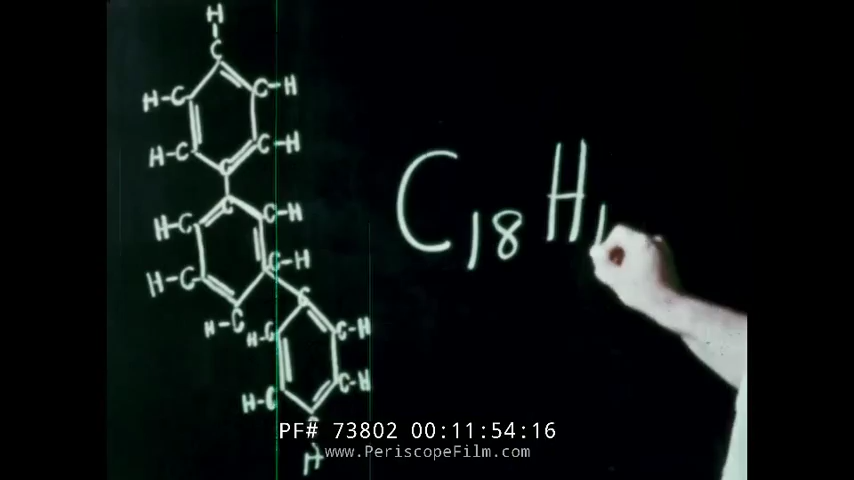 H
C
C-H
H-C
C-H
H-C
C
C
C-H
H-C
C-H
H-C
C
H-C
C-H
H-C
C-H
H-C
C
H
C₁₈H₁
PF# 73802 00:11:54:16
www.PeriscopeFilm.com